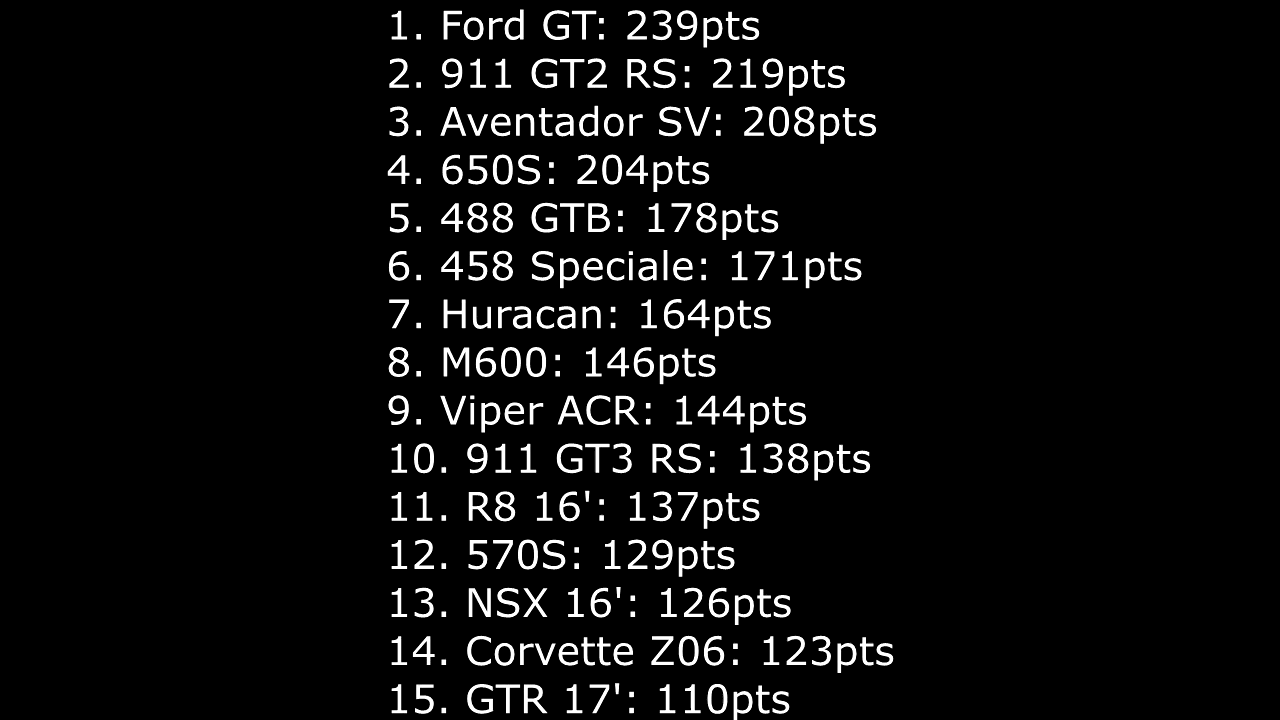 1. Ford GT: 239pts
2. 911 GT2 RS: 219pts
3. Aventador SV: 208pts
4. 650S: 204pts
5. 488 GTB: 178pts
6. 458 Speciale: 171pts
7. Huracan: 164pts
8. M600: 146pts
9. Viper ACR: 144pts
10. 911 GT3 RS: 138pts
11. R8 16': 137pts
12. 570S: 129pts
13. NSX 16': 126pts
14. Corvette Z06: 123pts
15. GTR 17': 110pts